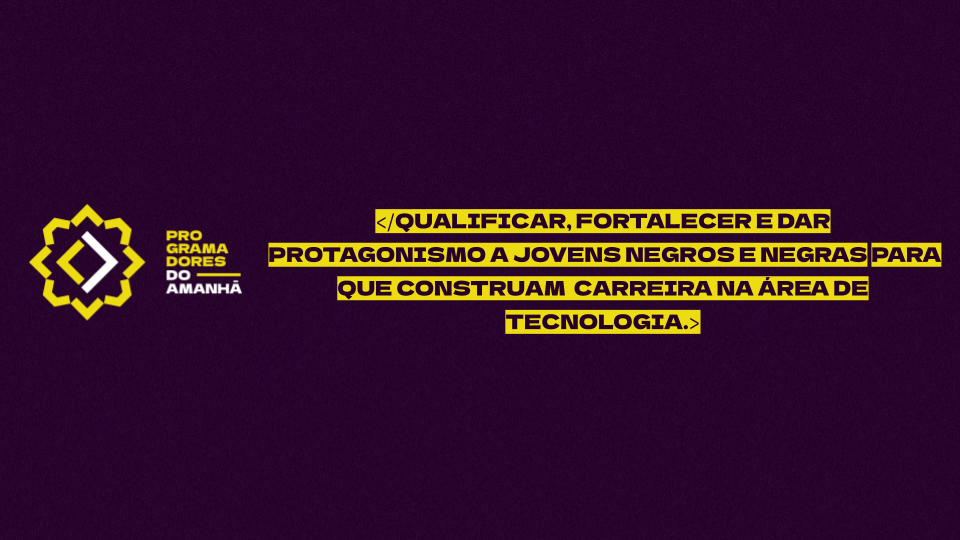 PRO
GRAMA
DORES
DO
AMANHÃ
</QUALIFICAR, FORTALECER E DAR
PROTAGONISMO A JOVENS NEGROS E NEGRAS PARA
QUE CONSTRUAM CARREIRA NA ÁREA DE
TECNOLOGIA.>